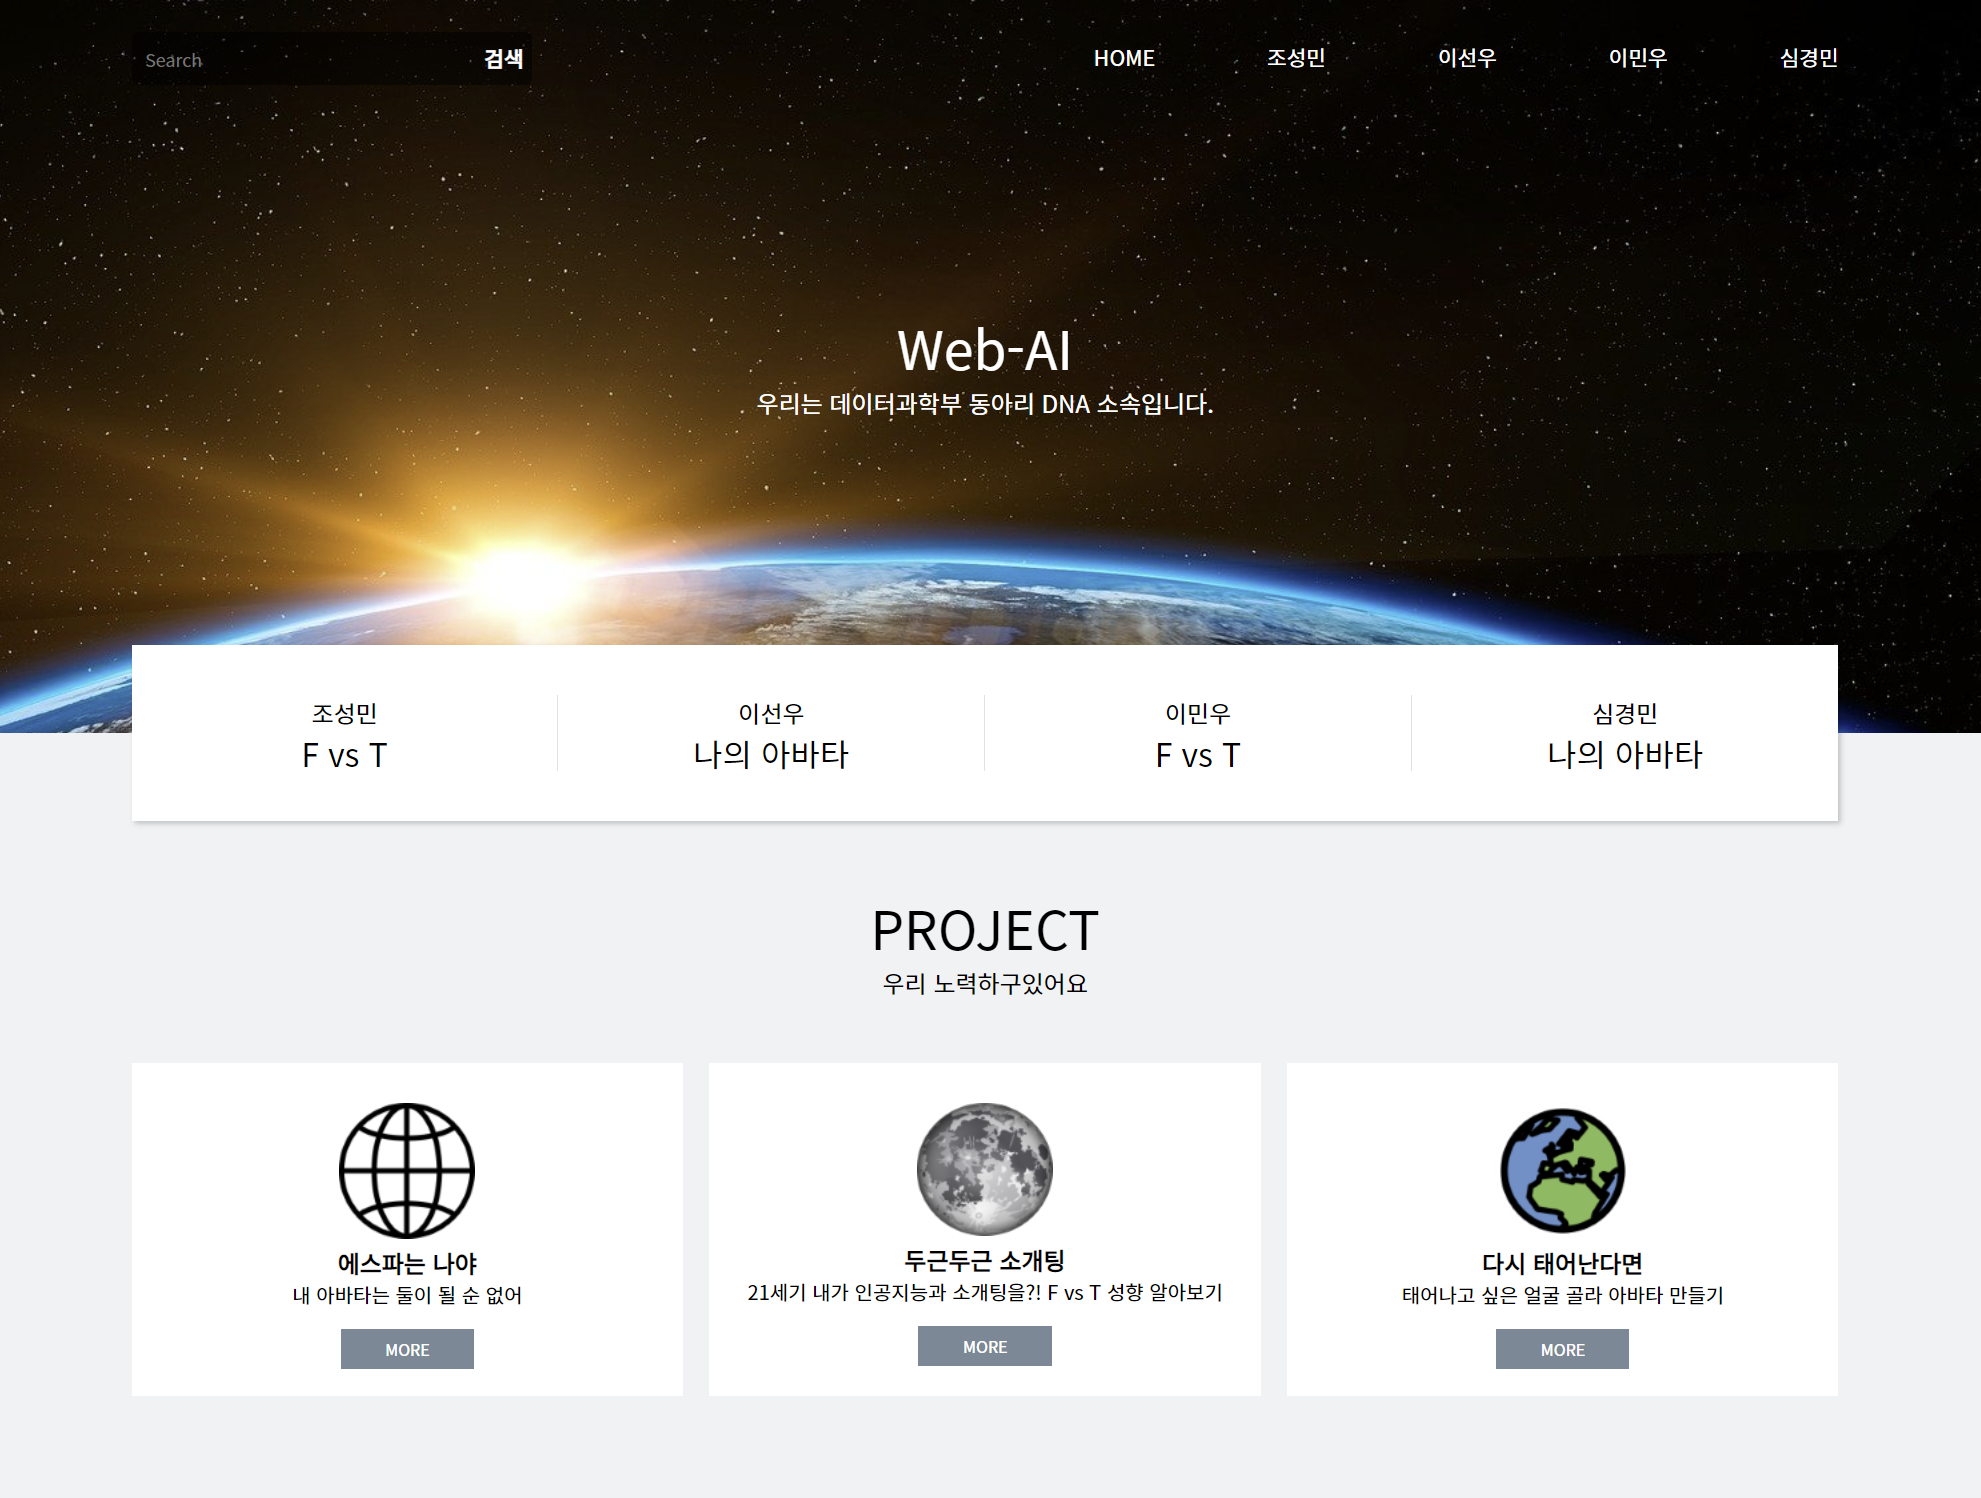 Search 검색 HOME 조성민 이선우 이민우 심경민
Web-AI
우리는 데이터과학부 동아리 DNA 소속입니다.
조성민 이선우 이민우 심경민
F vs T 나의 아바타 F vs T 나의 아바타
PROJECT
우리 노력하구있어요
에스파는 나야
내 아바타는 둘이 될 순 없어
MORE
두근두근 소개팅
21세기 내가 인공지능과 소개팅을?! F vs T 성향 알아보기
MORE
다시 태어난다면
태어나고 싶은 얼굴 골라 아바타 만들기
MORE